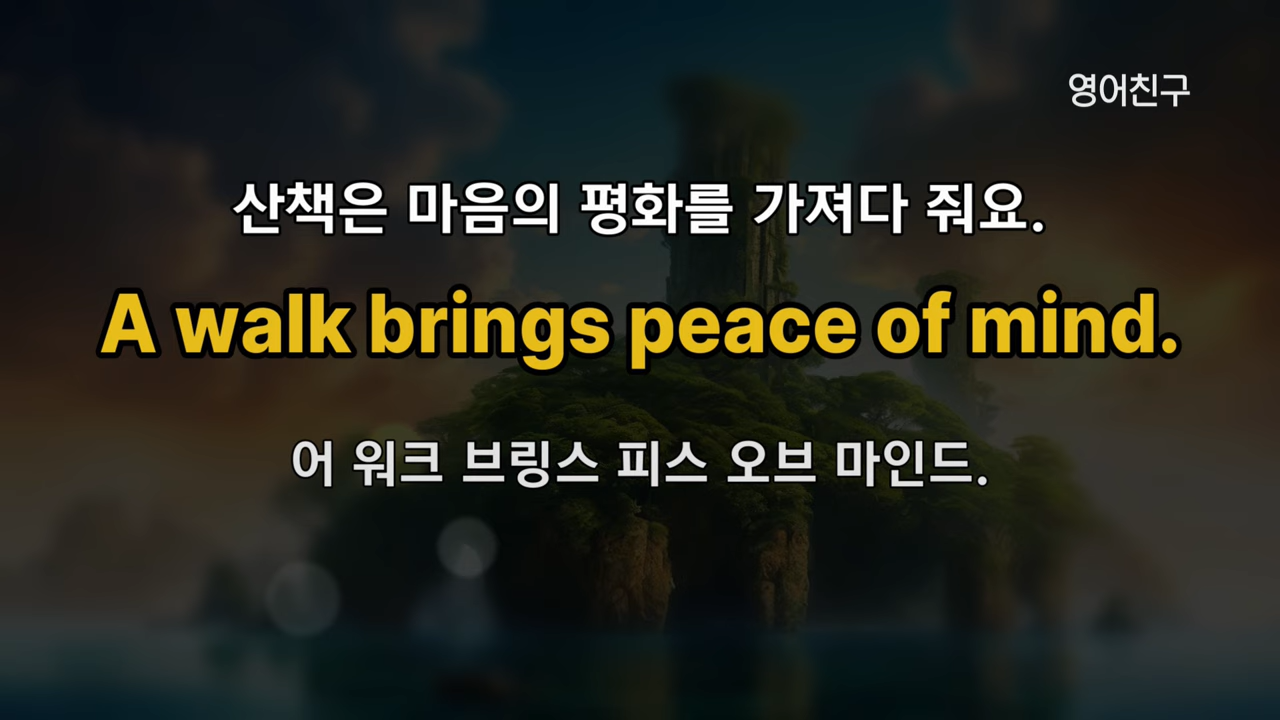 영어친구
산책은 마음의 평화를 가져다 줘요.
A walk brings peace of mind.
어 워크 브링스 피스 오브 마인드.